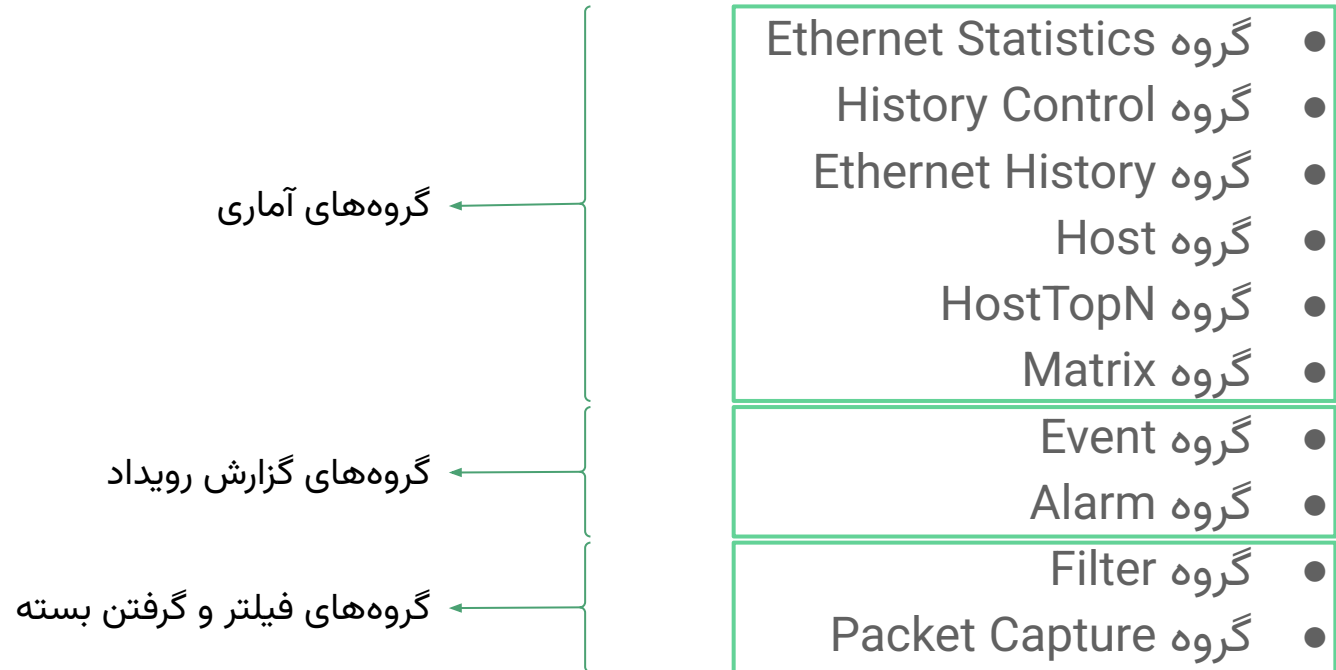 ● گروه Ethernet Statistics
● گروه History Control
● گروه Ethernet History
● گروه Host
● گروه HostTopN
● گروه Matrix
گروه‌های آماری
● گروه Event
● گروه Alarm
گروه‌های گزارش رویداد
● گروه Filter
● گروه Packet Capture
گروه‌های فیلتر و گرفتن بسته